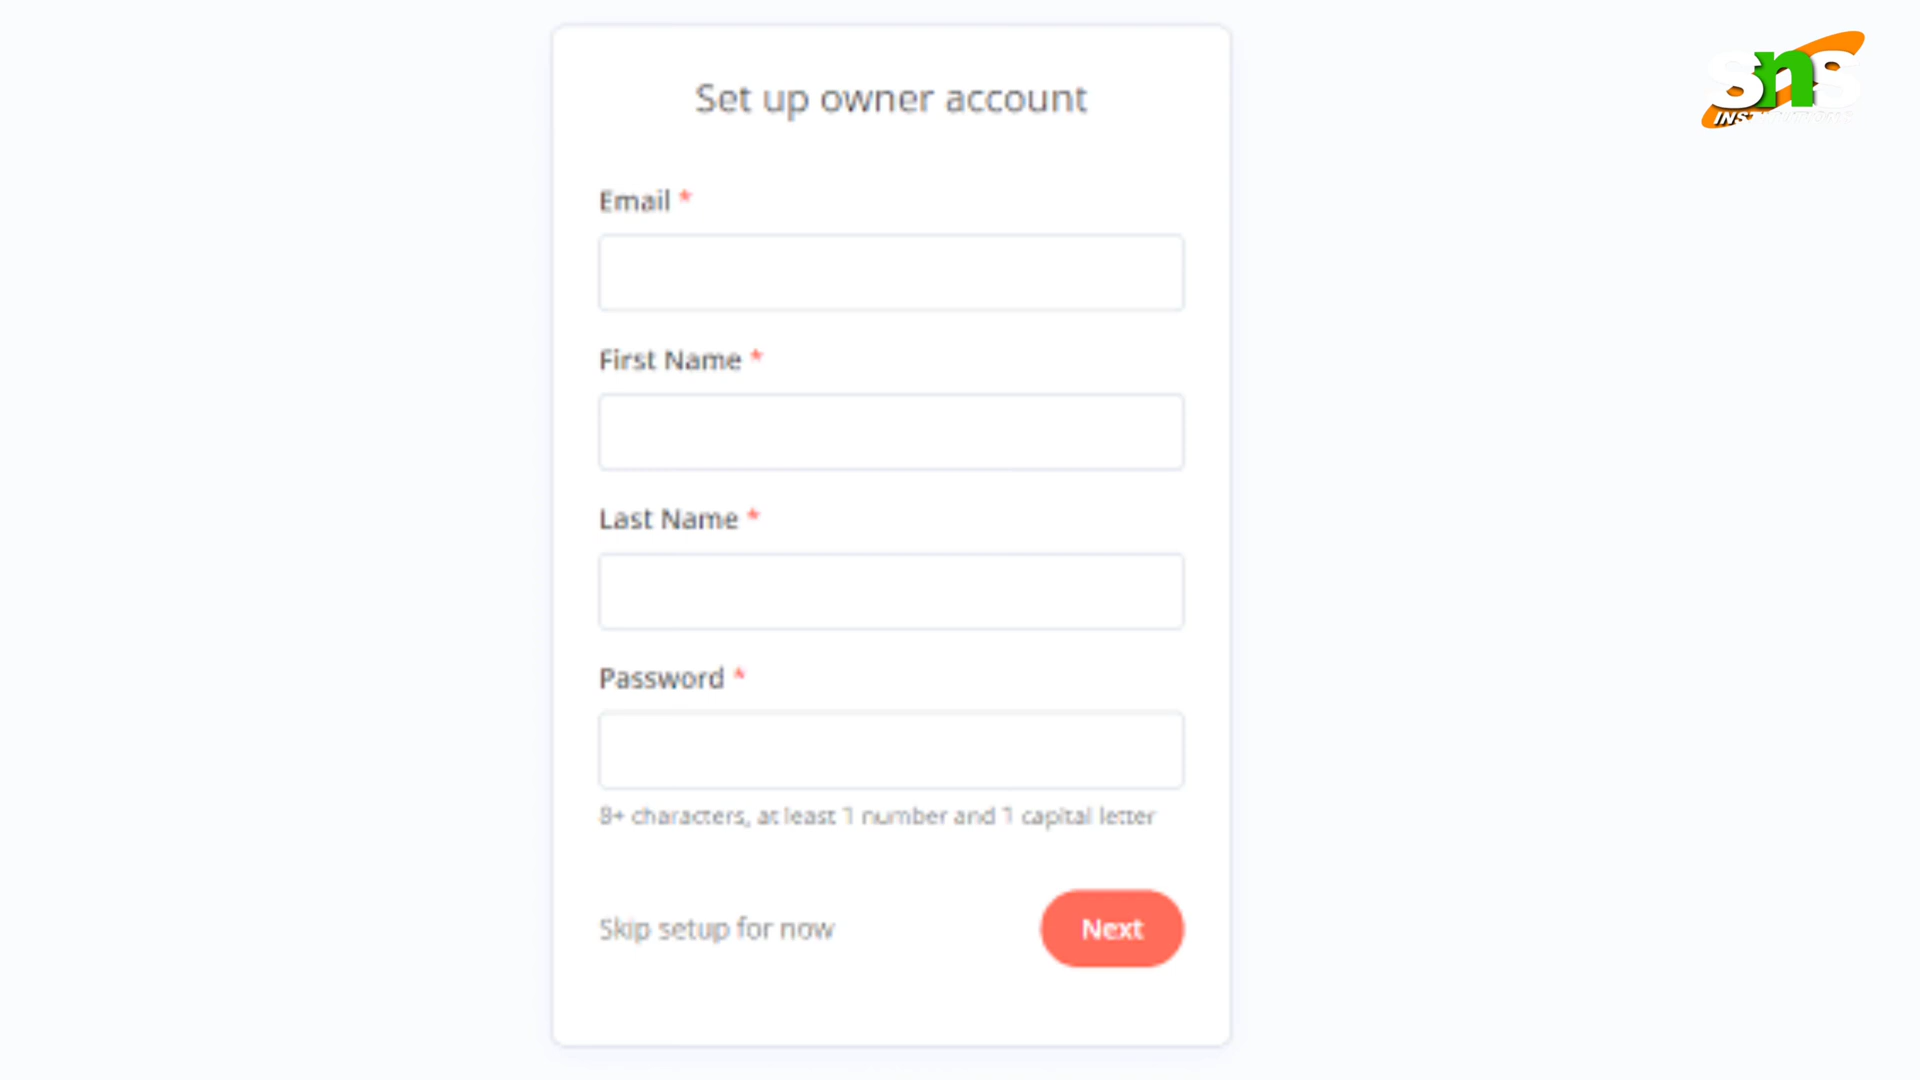 Set up owner account
sns
INSTITUTIONS
Email *
First Name *
Last Name *
Password *
8+ characters, at least 1 number and 1 capital letter
Skip setup for now
Next